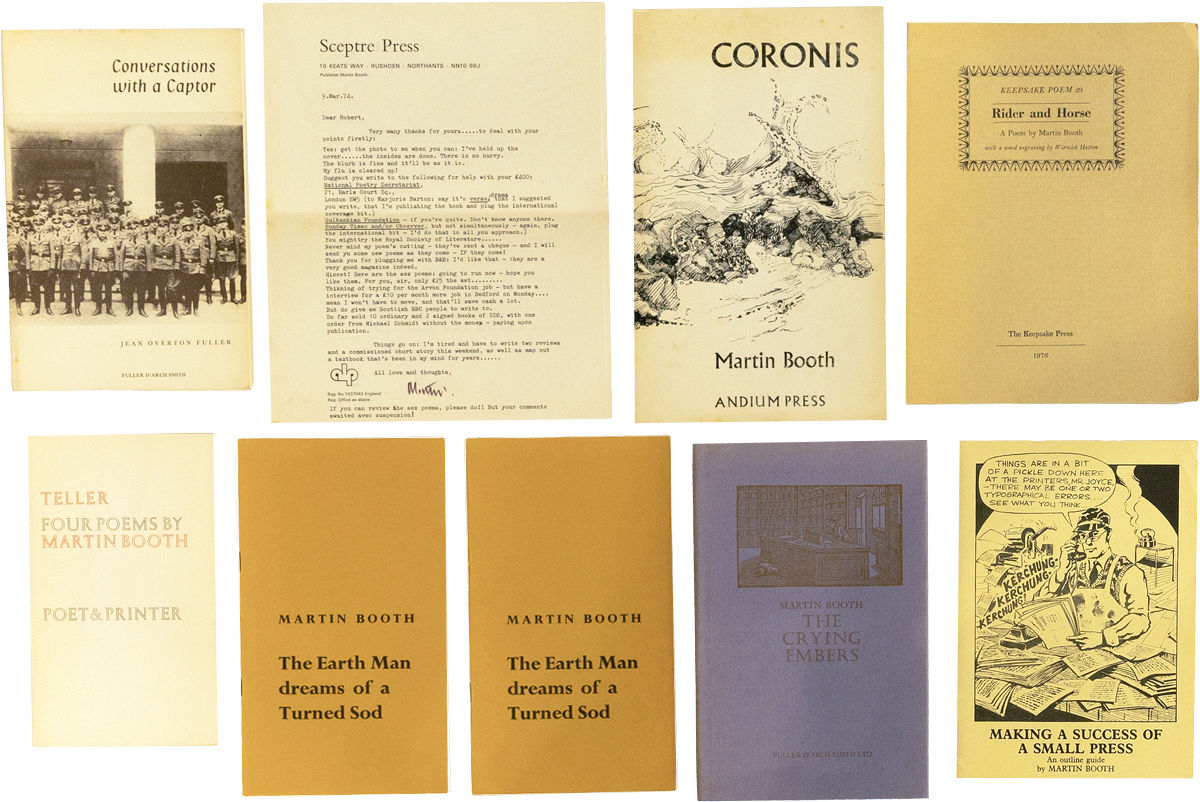 Conversations
with a Captor
JEAN OVERTON FULLER
FULLER D'ARCH SMITH
Sceptre Press
15 KEATS WAY · RUSHDEN · NORTHANTS · NN10 9BJ
Publisher Martin Booth
9.Mar.74.
Dear Robert,
Very many thanks for yours.....to deal with your
points firstly:
Yes: get the photo to me when you can: I've held up the
cover......the insides are done. There is no hurry.
The blurb is fine and it'll be as it is.
My flu is cleared up!
Suggest you write to the following for help with your £400:
National Poetry Secretariat,
21, Earls Court Sq.,
drama
London SW5 (to Marjorie Barton: say it's verse, that I suggested
you write, that I'm publishing the book and plug the international
coverage bit.)
Gulbenkian Foundation - if you're quite. Don't know anyone there.
Sunday Times and/or Observer, but not simultaneously - again, plug
the international bit - I'd do that to all you approach.)
You mighttry the Royal Society of Literature......
Never mind my poem's cutting - they've sent a cheque - and I will
send yu some new poems as they come - IF they come!
Thank you for plugging me with B&B: I'd like that - they are a
very good magazine indeed.
Hisset! Here are the sex poems: going to run now - hope you
like them. For you, sir, only £25 the set.........
Thikning of trying for the Arvon Foundation job - but have a
interview for a £10 per month more job in Bedford on Monday....
mean I won't have to move, and that'll save cash a lot.
But do give me Scottish BBC people to write to.
So far sold 10 ordinary and 2 signed books of SDS, with one
order from Michael Schmidt without the money - paying upon
publication.
Things go on: I'm tired and have to write two reviews
and a commissioned short story this weekend, as well as map out
a textbook that's been in my mind for years......
All love and thoughts,
Martin.
Reg. No 1407043 England
Reg. Office as above
If you can review the sex poems, please do!! But your comments
awaited avec suspension!
CORONIS
Martin Booth
ANDIUM PRESS
KEEPSAKE POEM 29
Rider and Horse
A Poem by Martin Booth
with a wood engraving by Warwick Hutton
The Keepsake Press
1976
TELLER
FOUR POEMS BY
MARTIN BOOTH
POET & PRINTER
MARTIN BOOTH
The Earth Man
dreams of a
Turned Sod
MARTIN BOOTH
The Earth Man
dreams of a
Turned Sod
MARTIN BOOTH
THE
CRYING
EMBERS
FULLER D'ARCH SMITH LTD
THINGS ARE IN A BIT
OF A PICKLE DOWN HERE
AT THE PRINTERS, MR. JOYCE,
—THERE MAY BE ONE OR TWO
TYPOGRAPHICAL ERRORS...
SEE WHAT YOU THINK
KERCHUNG-
KERCHUNG-
KERCHUNG!
MAKING A SUCCESS OF
A SMALL PRESS
An outline guide
by MARTIN BOOTH